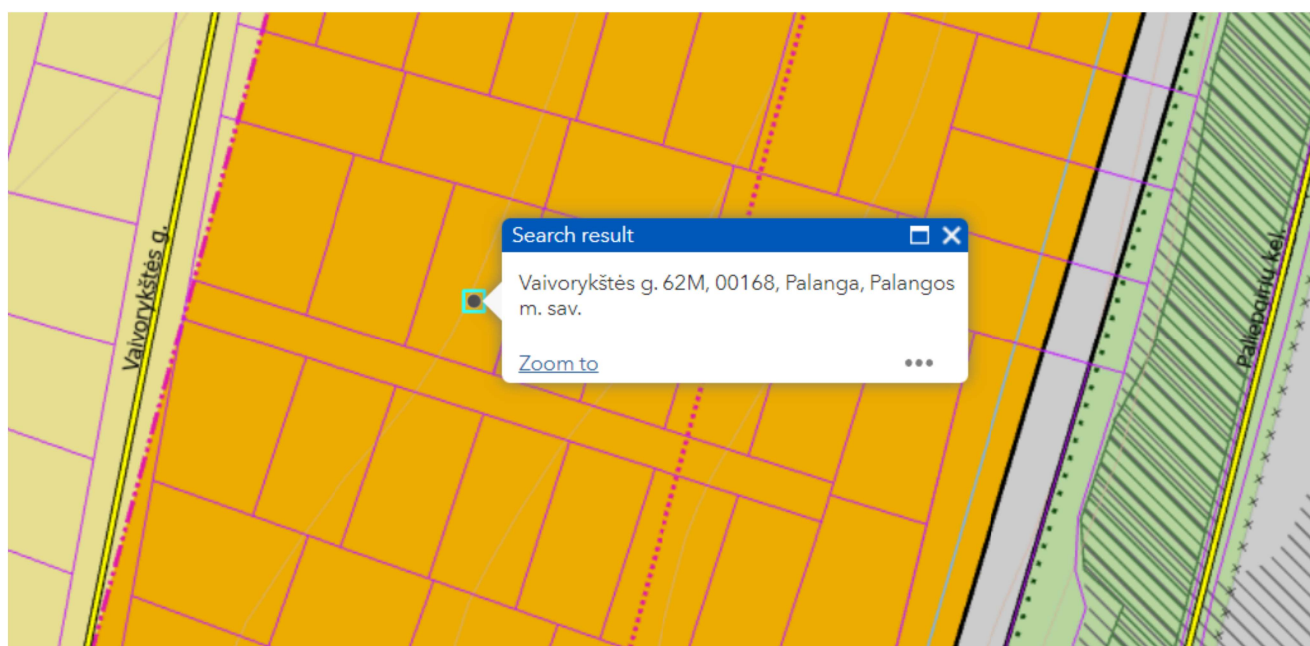 Search result
Vaivorykštės g. 62M, 00168, Palanga, Palangos
m. sav.
Zoom to
Vaivorykštės g.
Paliepgirių kel.